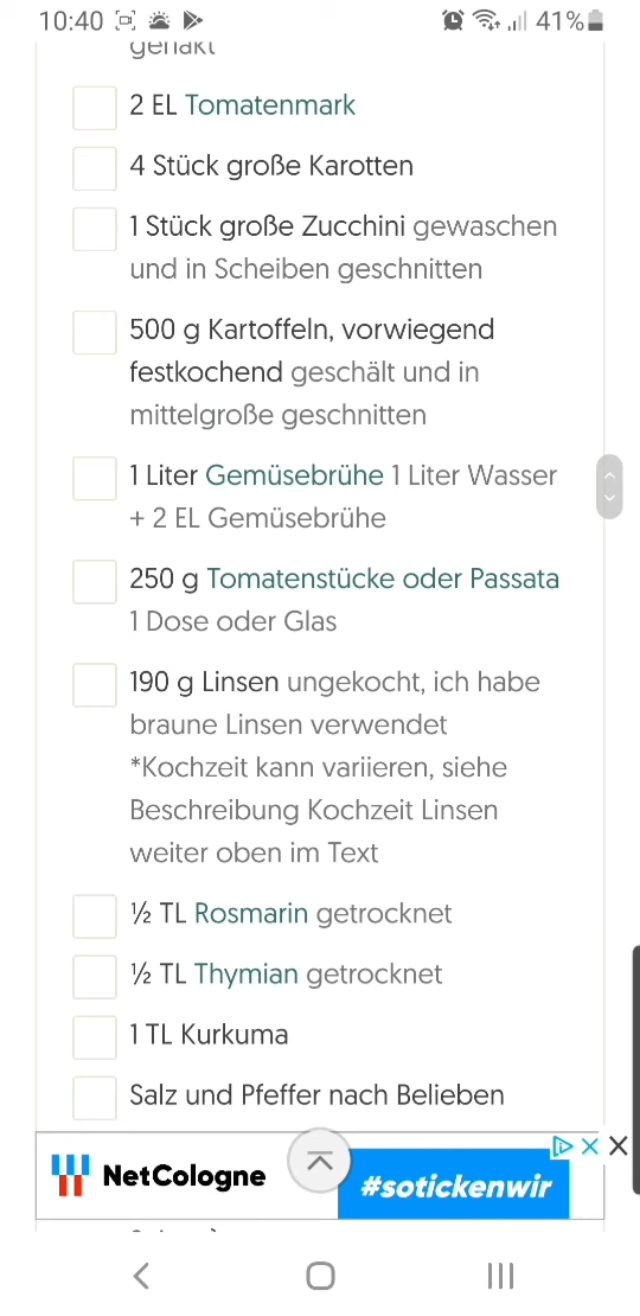 10:40
41%
gehakt
2 EL Tomatenmark
4 Stück große Karotten
1 Stück große Zucchini gewaschen
und in Scheiben geschnitten
500 g Kartoffeln, vorwiegend
festkochend geschält und in
mittelgroße geschnitten
1 Liter Gemüsebrühe 1 Liter Wasser
+ 2 EL Gemüsebrühe
250 g Tomatenstücke oder Passata
1 Dose oder Glas
190 g Linsen ungekocht, ich habe
braune Linsen verwendet
*Kochzeit kann variieren, siehe
Beschreibung Kochzeit Linsen
weiter oben im Text
½ TL Rosmarin getrocknet
½ TL Thymian getrocknet
1 TL Kurkuma
Salz und Pfeffer nach Belieben
NetCologne
#sotickenwir